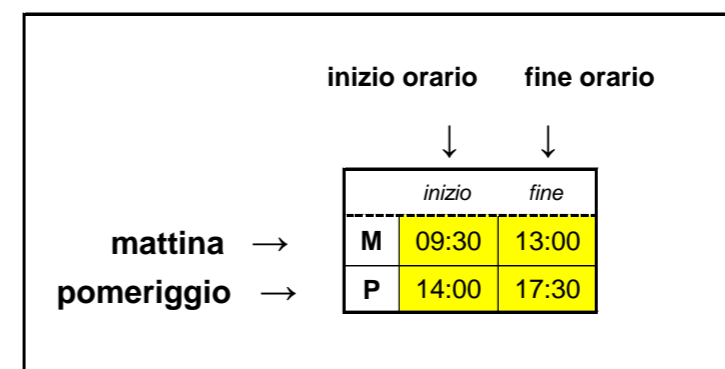 inizio orario fine orario
↓ ↓
inizio fine
mattina → M 09:30 13:00
pomeriggio → P 14:00 17:30